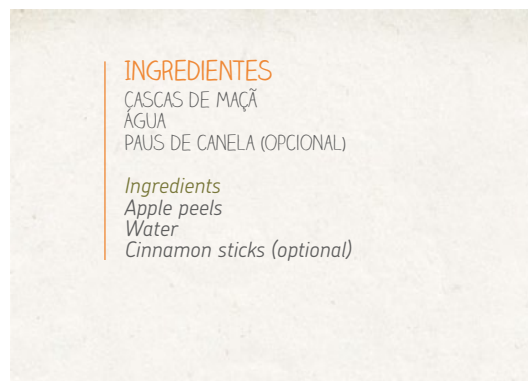 INGREDIENTES
CASCAS DE MAÇÃ
ÁGUA
PAUS DE CANELA (OPCIONAL)
Ingredients
Apple peels
Water
Cinnamon sticks (optional)